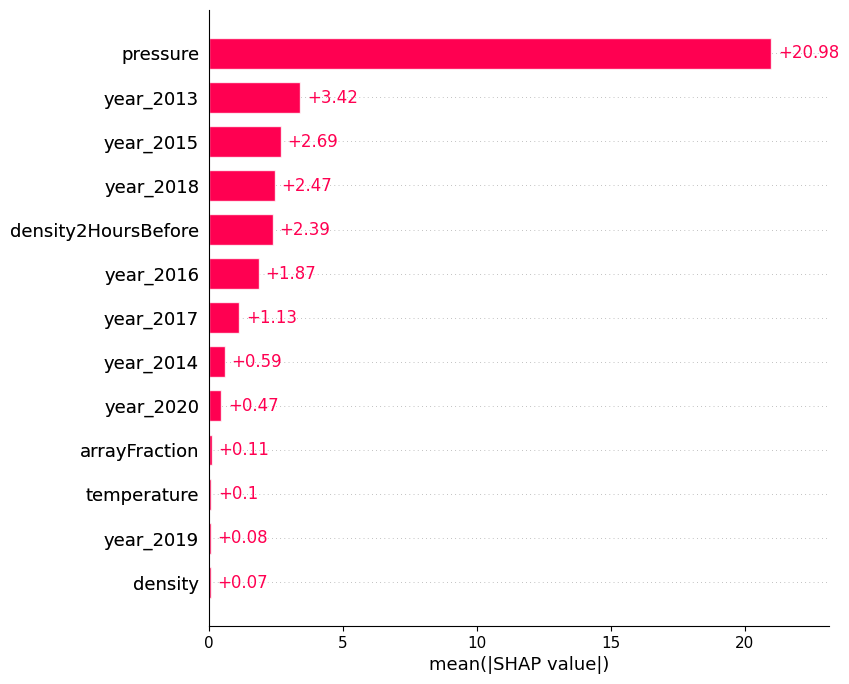 pressure +20.98
year_2013 +3.42
year_2015 +2.69
year_2018 +2.47
density2HoursBefore +2.39
year_2016 +1.87
year_2017 +1.13
year_2014 +0.59
year_2020 +0.47
arrayFraction +0.11
temperature +0.1
year_2019 +0.08
density +0.07
0 5 10 15 20
mean(|SHAP value|)